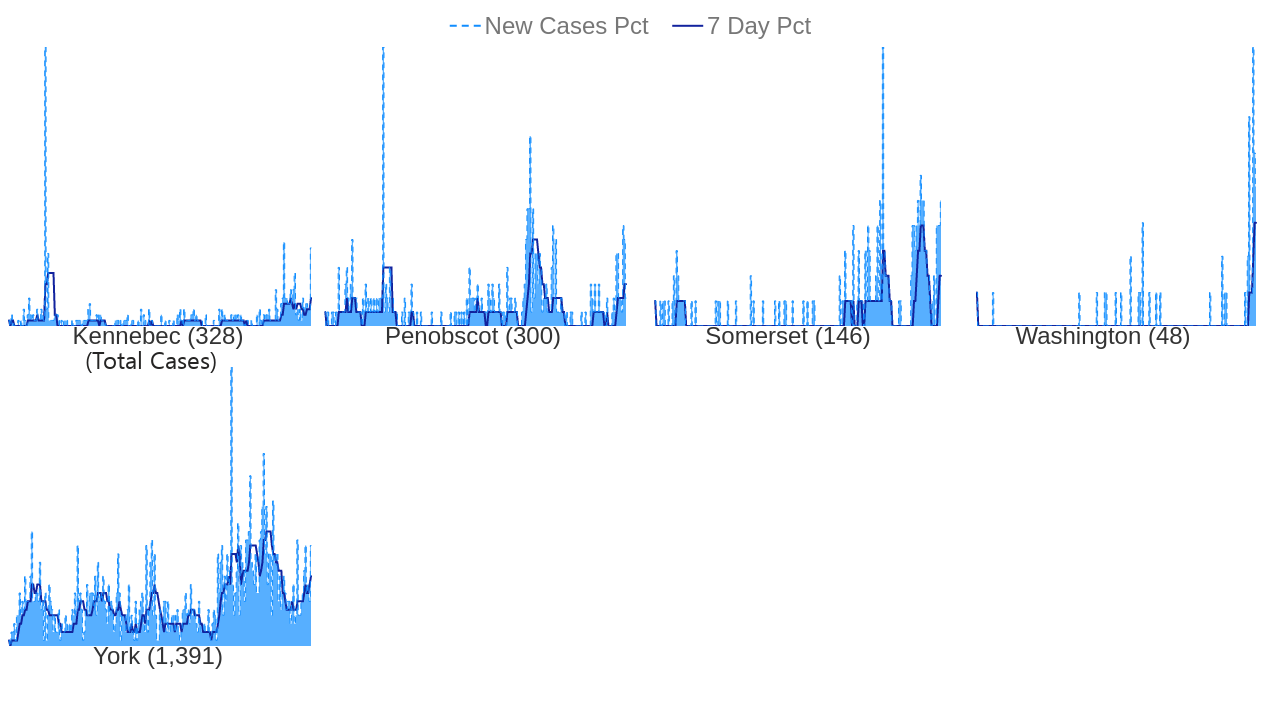 New Cases Pct 7 Day Pct
Kennebec (328) Penobscot (300) Somerset (146) Washington (48)
(Total Cases)
York (1,391)